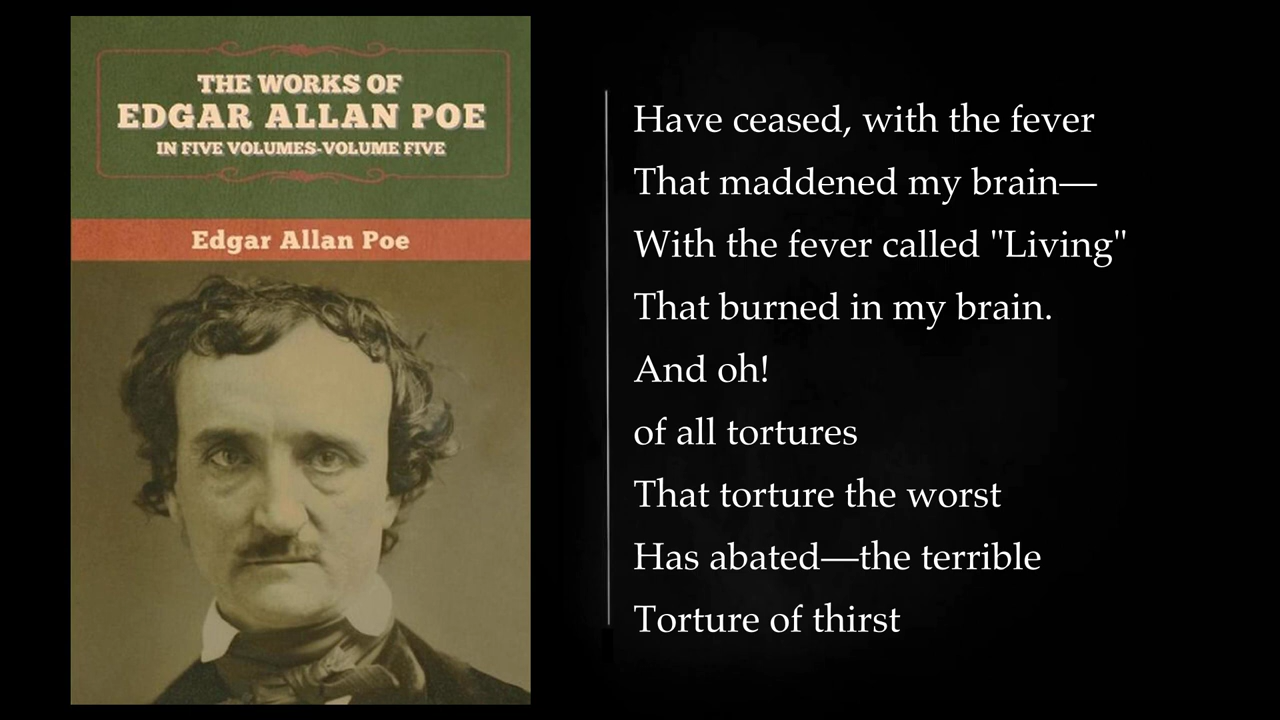 THE WORKS OF
EDGAR ALLAN POE
IN FIVE VOLUMES-VOLUME FIVE
Edgar Allan Poe
Have ceased, with the fever
That maddened my brain—
With the fever called "Living"
That burned in my brain.
And oh!
of all tortures
That torture the worst
Has abated—the terrible
Torture of thirst